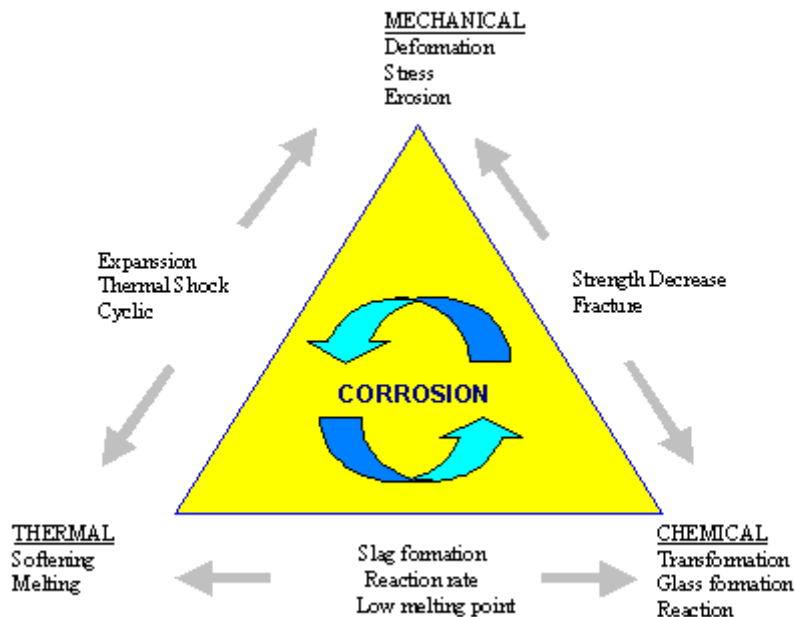 MECHANICAL
Deformation
Stress
Erosion
Expanssion
Thermal Shock
Cyclic
Strength Decrease
Fracture
CORROSION
THERMAL
Softening
Melting
Slag formation
Reaction rate
Low melting point
CHEMICAL
Transformation
Glass formation
Reaction